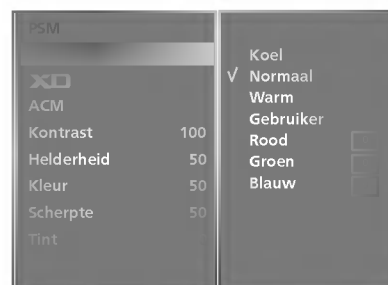 PSM
XD
ACM
Kontrast 100
Helderheid 50
Kleur 50
Scherpte 50
Tint
Koel
√ Normaal
Warm
Gebruiker
Rood
Groen
Blauw